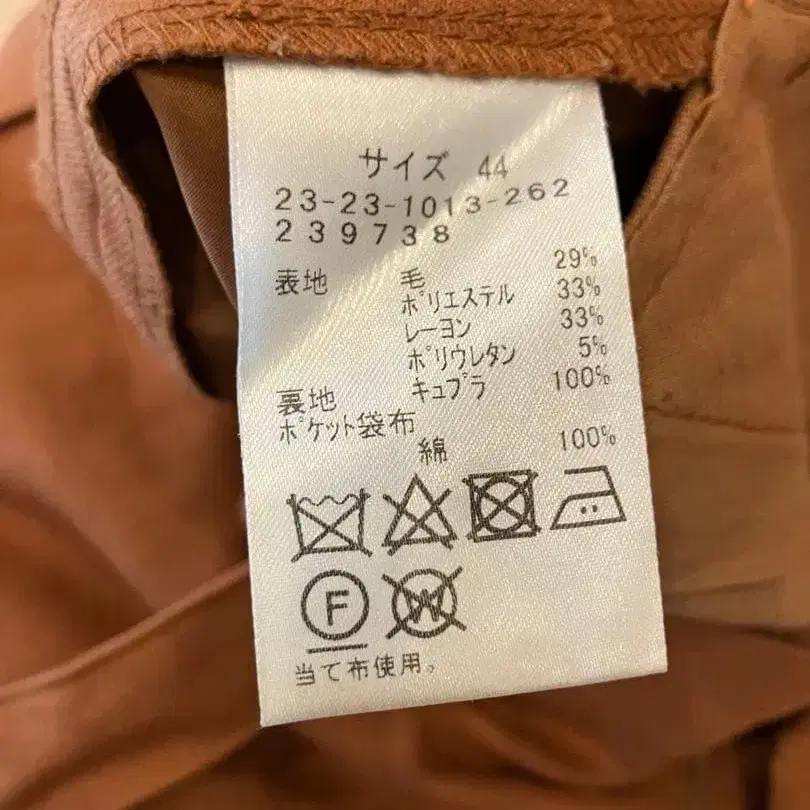 サイズ 44
23-23-1013-262
239738
表地 毛 29%
ポリエステル 33%
レーヨン 33%
ポリウレタン 5%
裏地 キュプラ 100%
ポケット袋布
綿 100%
F W
当て布使用。